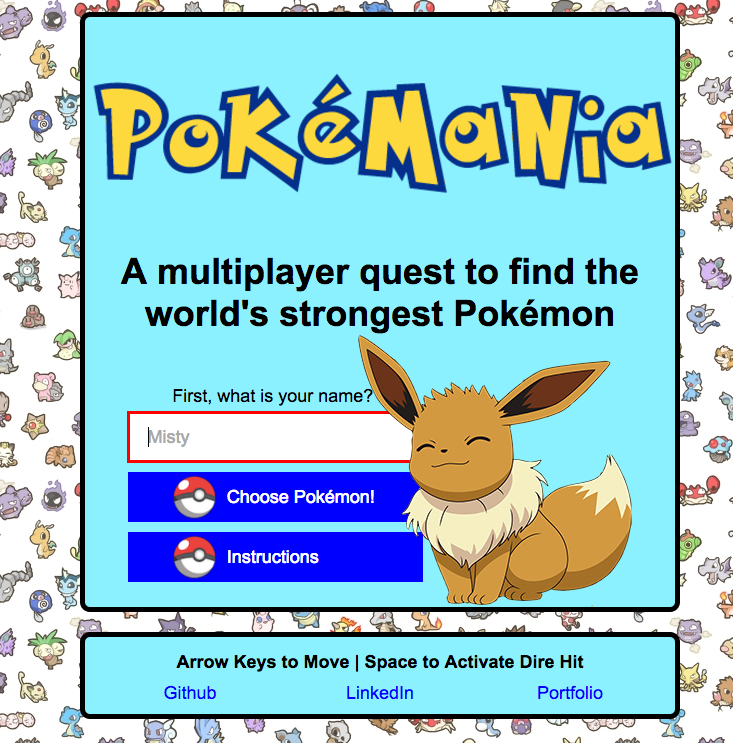 PoKéMaNia
A multiplayer quest to find the
world's strongest Pokémon
First, what is your name?
Misty
Choose Pokémon!
Instructions
Arrow Keys to Move | Space to Activate Dire Hit
Github LinkedIn Portfolio